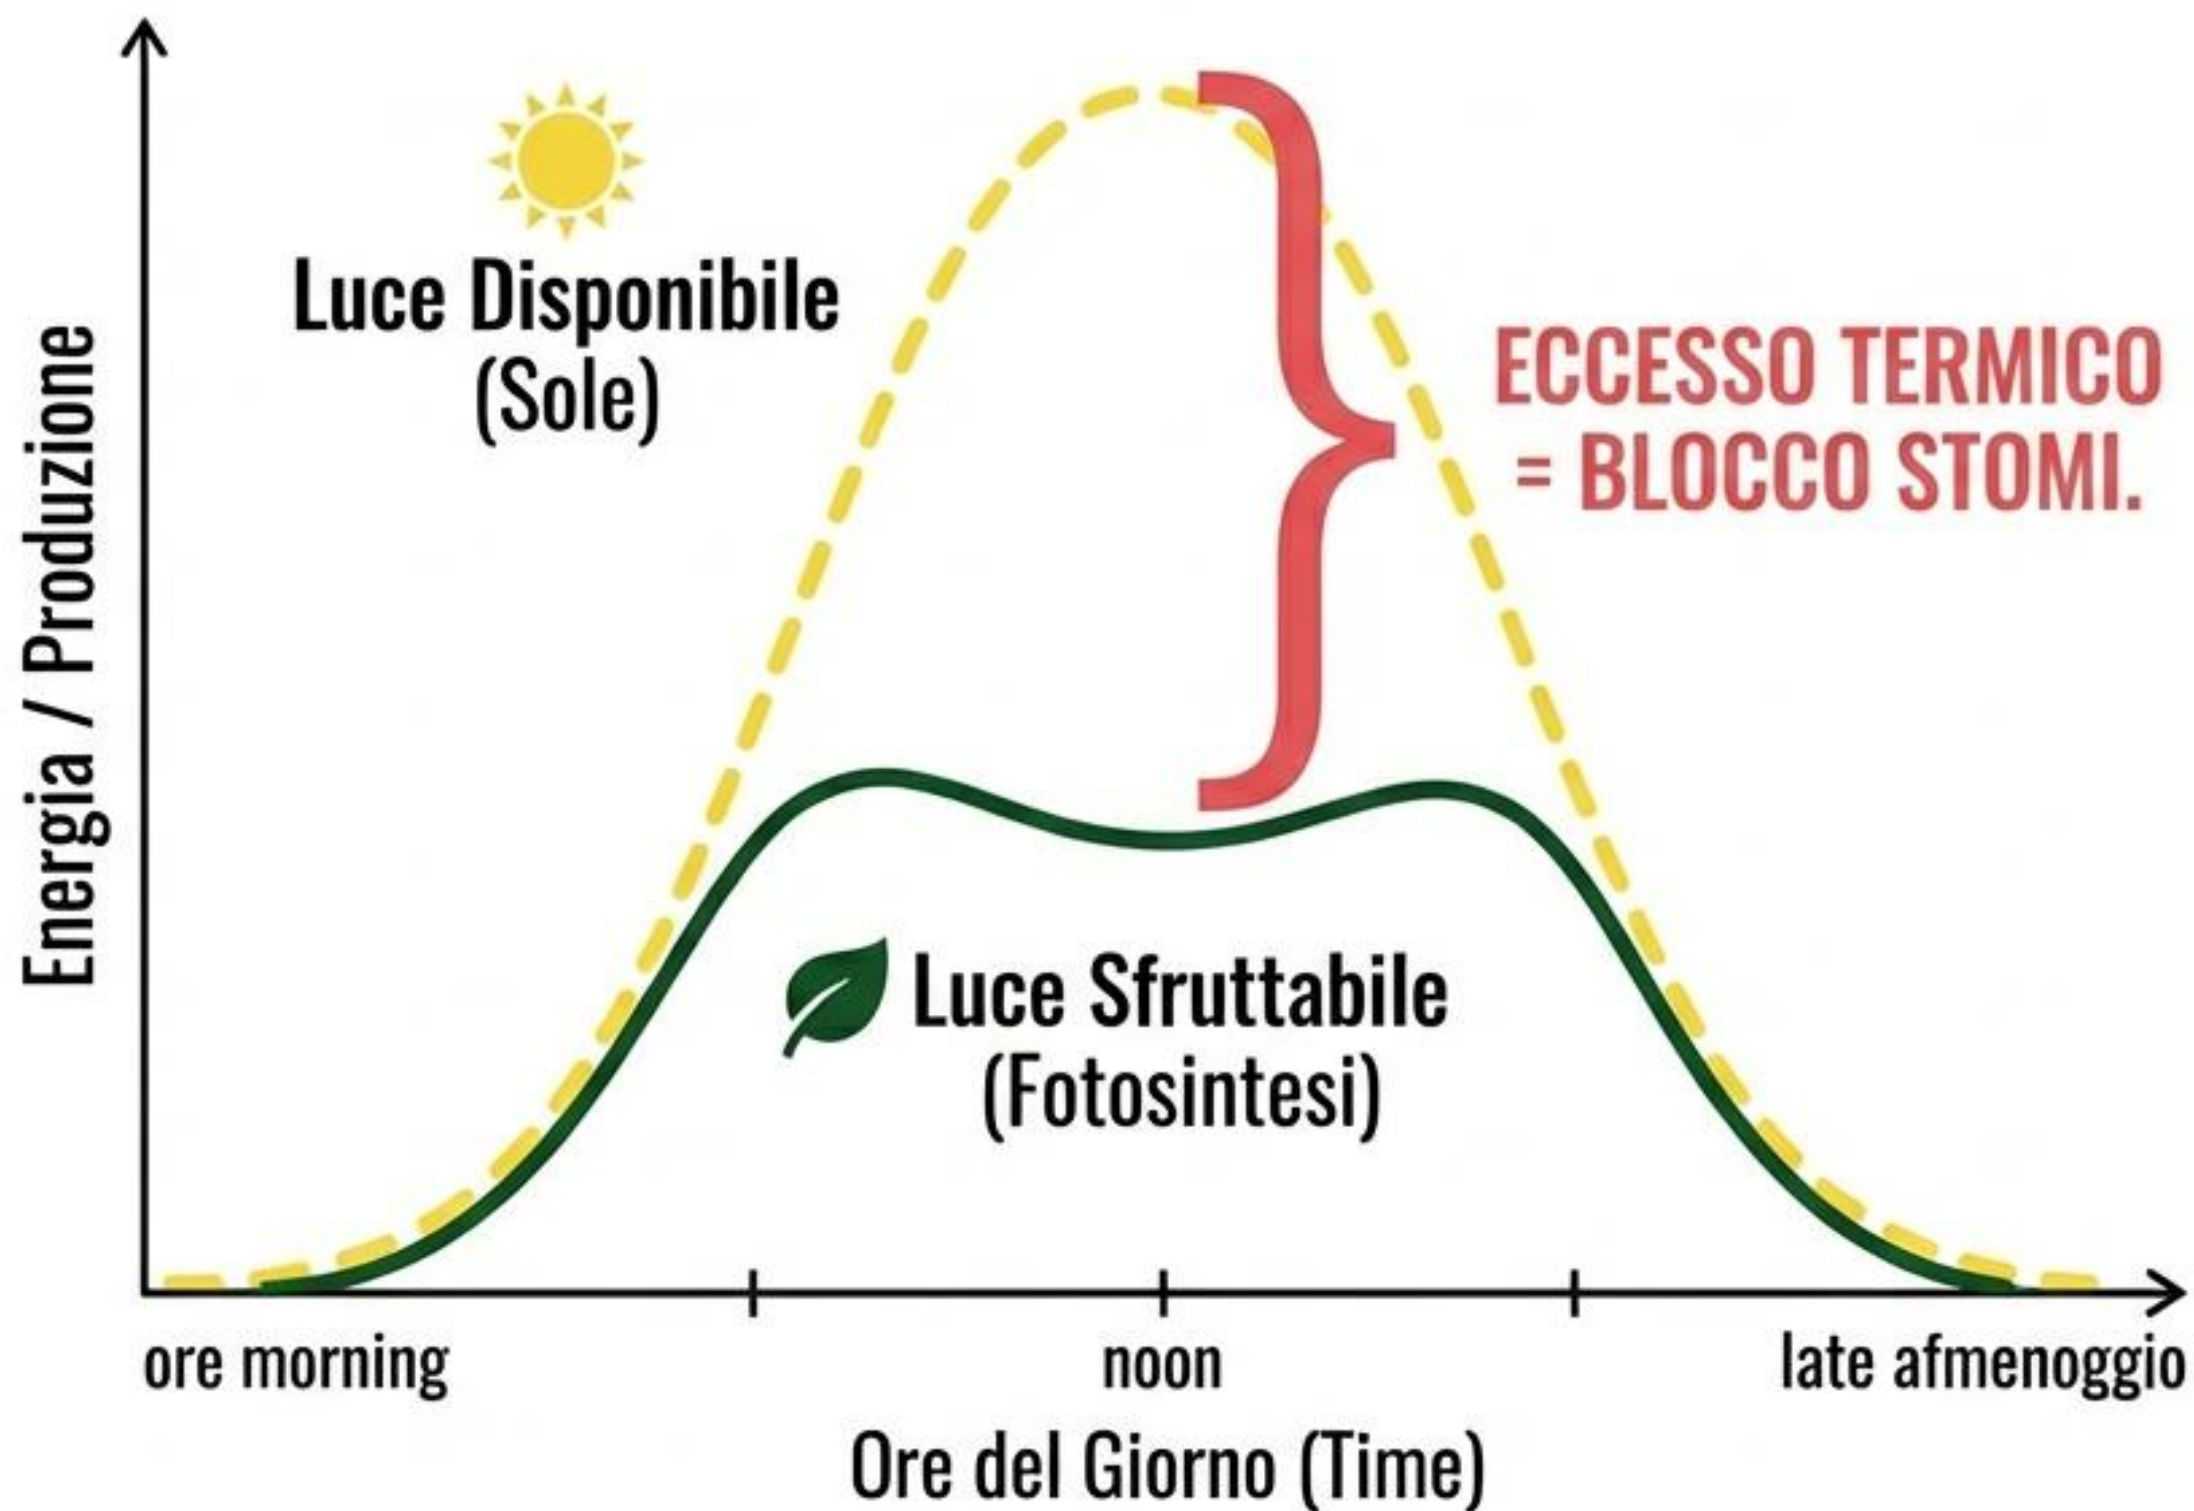 Luce Disponibile
(Sole)
ECCESSO TERMICO
= BLOCCO STOMI.
Energia / Produzione
Luce Sfruttabile
(Fotosintesi)
ore morning
noon
late afmenoggio
Ore del Giorno (Time)